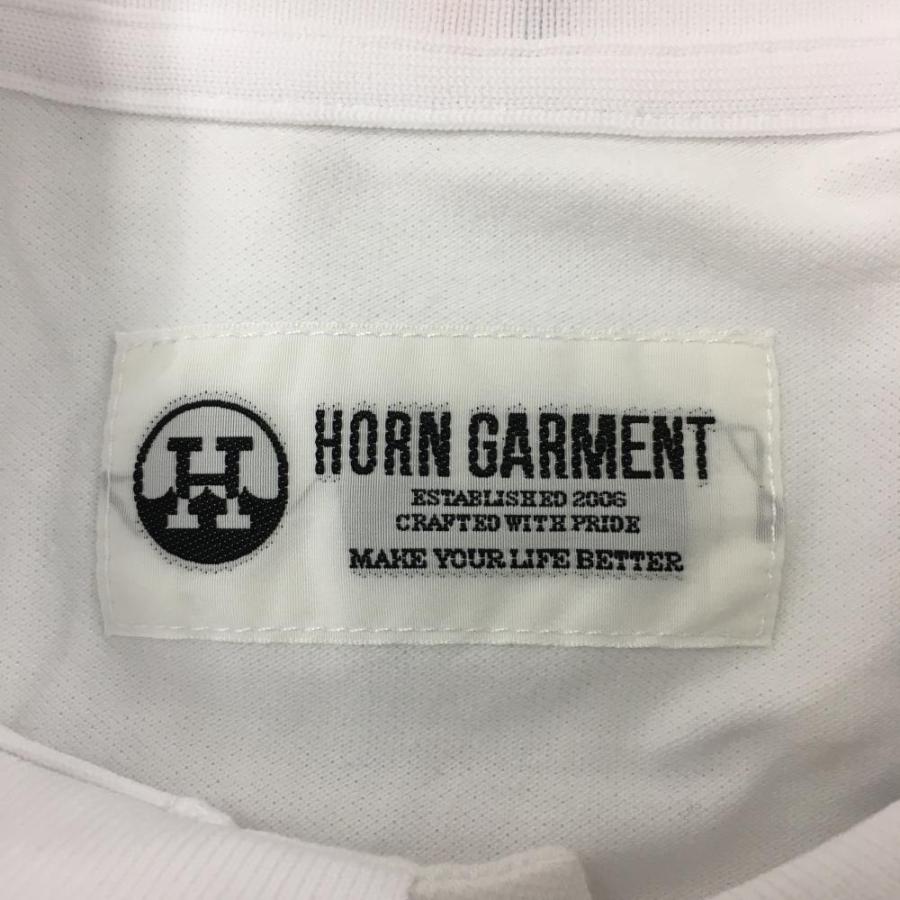 H
HORN GARMENT
ESTABLISHED 2006
CRAFTED WITH PRIDE
MAKE YOUR LIFE BETTER